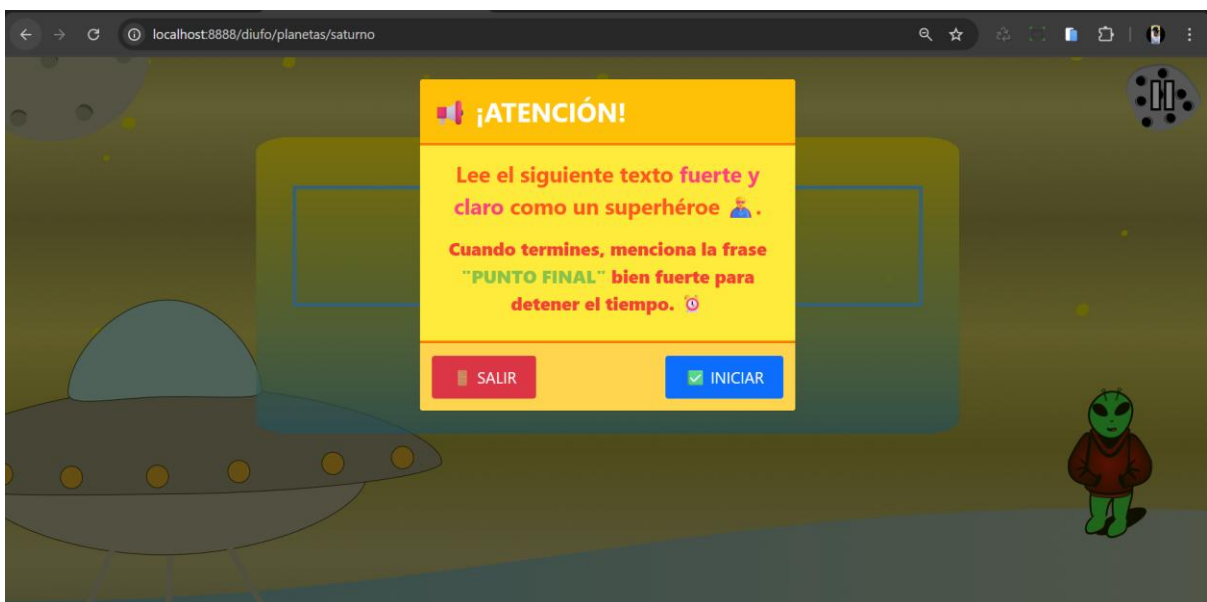 localhost:8888/diufo/planetas/saturno
¡ATENCIÓN!
Lee el siguiente texto fuerte y
claro como un superhéroe 🦸.
Cuando termines, menciona la frase
¨PUNTO FINAL¨ bien fuerte para
detener el tiempo. ⏰
SALIR
INICIAR